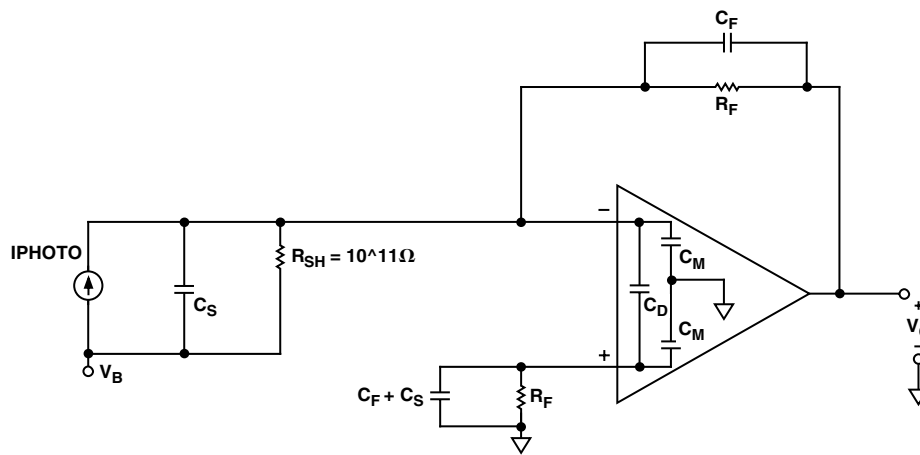 C_F
R_F
IPHOTO
R_SH = 10^11Ω
C_S
V_B
−
C_M
C_D
C_M
+
C_F + C_S
R_F
+
−